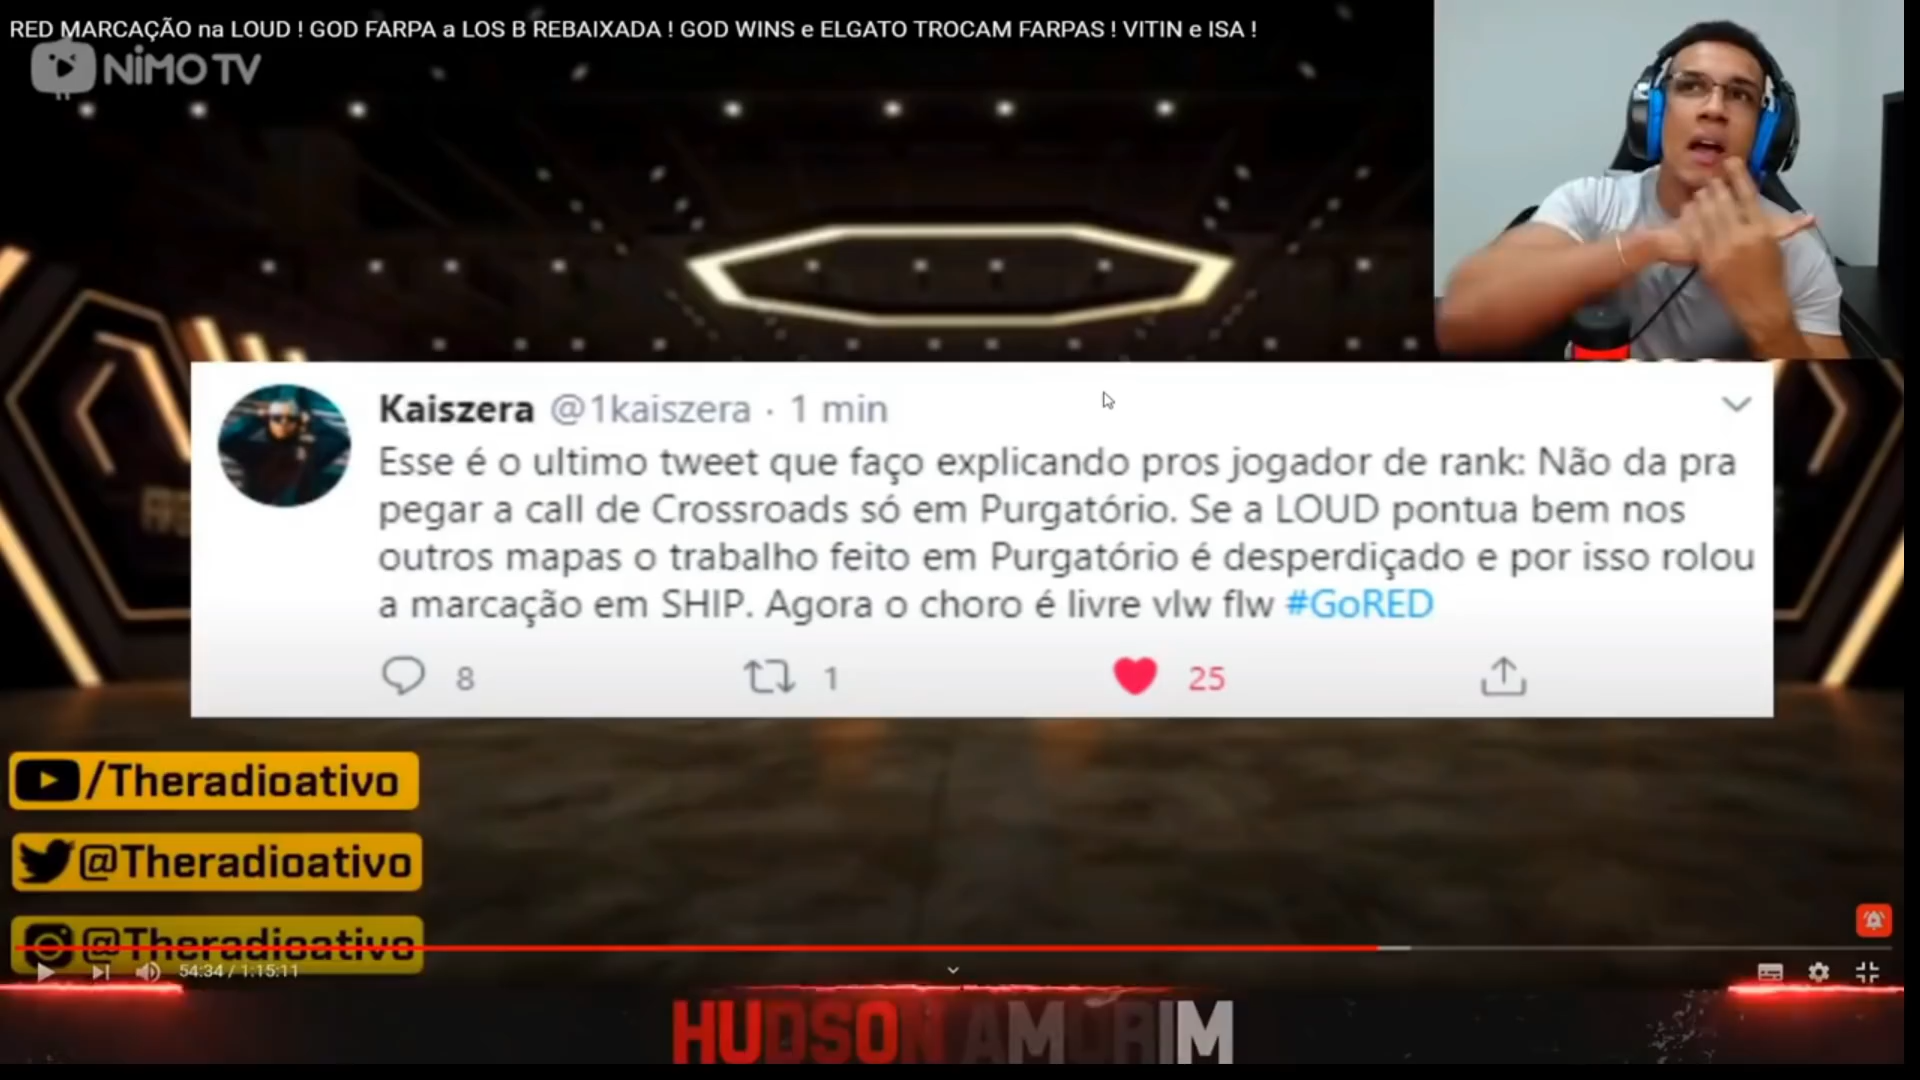 RED MARCAÇÃO na LOUD ! GOD FARPA a LOS B REBAIXADA ! GOD WINS e ELGATO TROCAM FARPAS ! VITIN e ISA !
NIMO TV
Kaiszera @1kaiszera · 1 min
Esse é o ultimo tweet que faço explicando pros jogador de rank: Não da pra
pegar a call de Crossroads só em Purgatório. Se a LOUD pontua bem nos
outros mapas o trabalho feito em Purgatório é desperdiçado e por isso rolou
a marcação em SHIP. Agora o choro é livre vlw flw #GoRED
8 1 25
/Theradioativo
@Theradioativo
@Theradioativo
54:34 / 1:15:11
HUDSON AMORIM